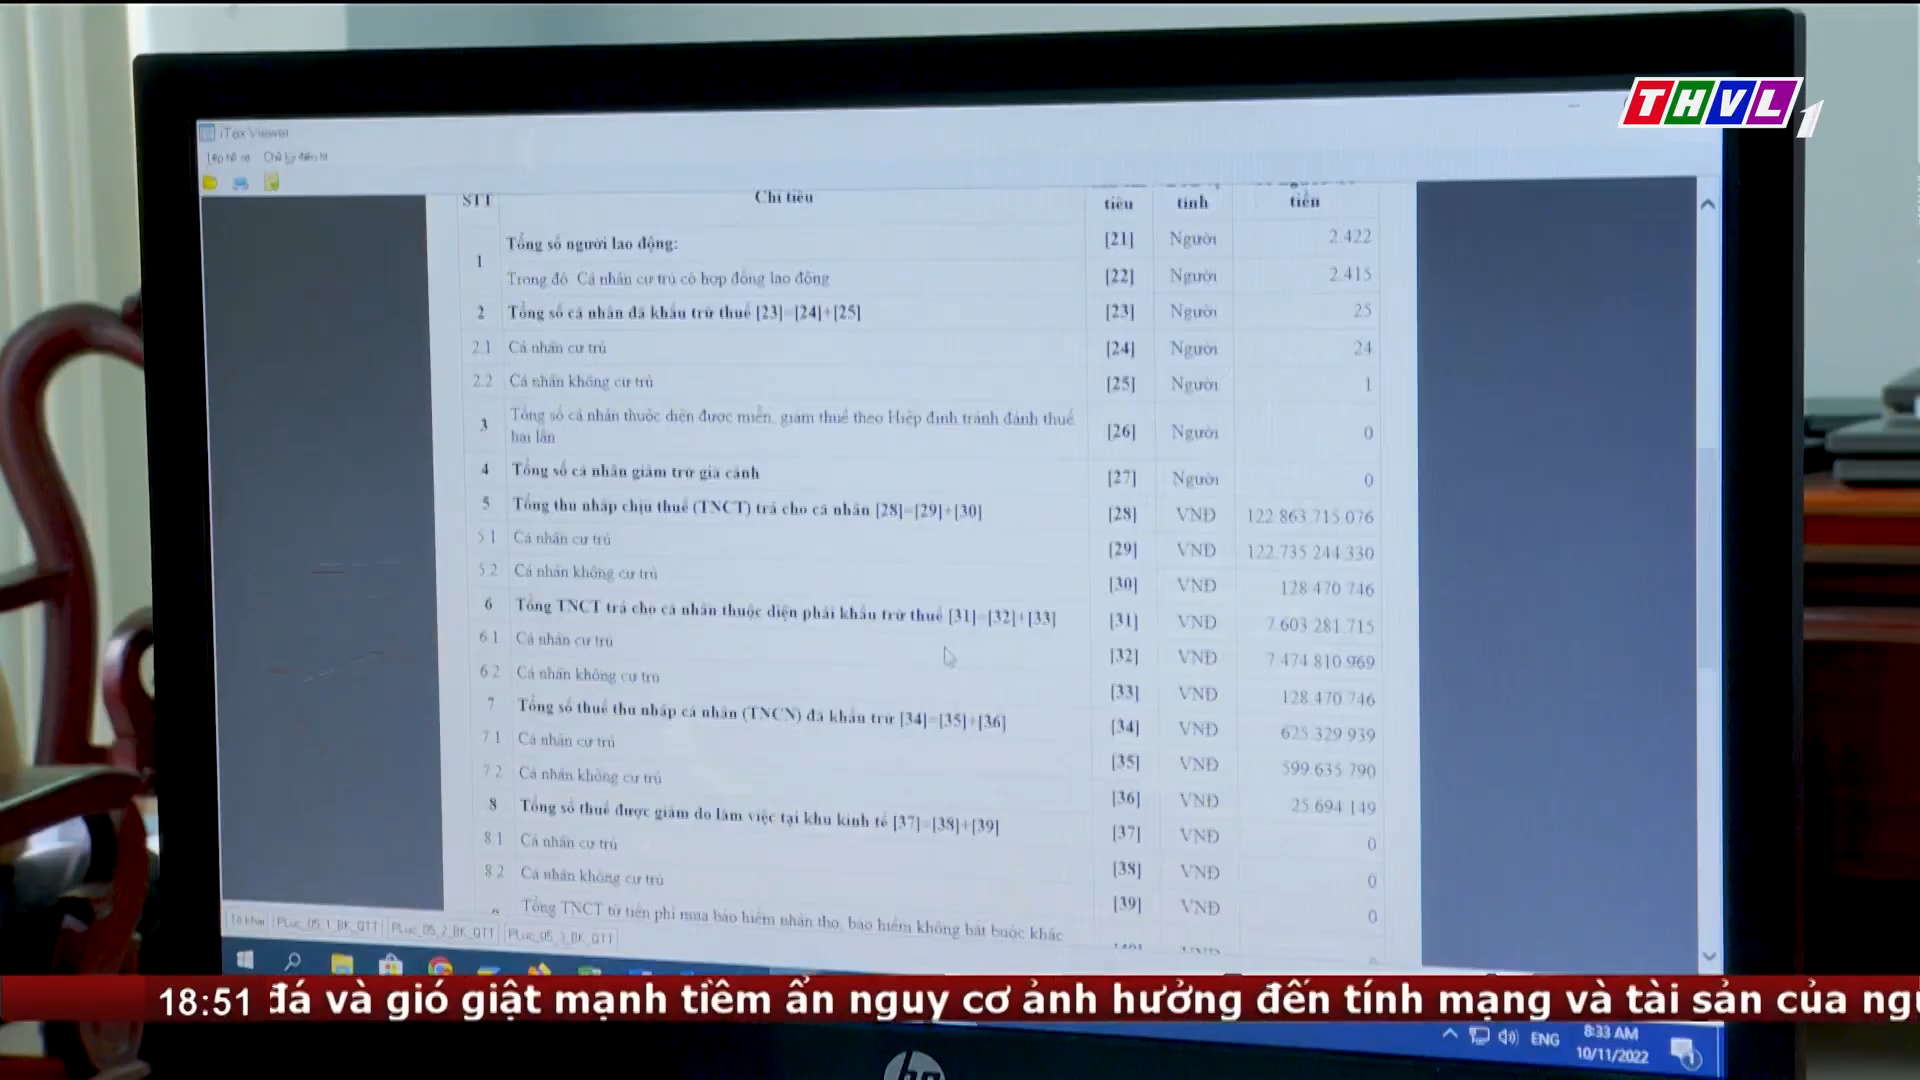 THVL1
iTax Viewer
Tệp hồ sơ Chữ ký điện tử
STT Chỉ tiêu tiêu tính tiền
1 Tổng số người lao động: [21] Người 2.422
Trong đó: Cá nhân cư trú có hợp đồng lao động [22] Người 2.415
2 Tổng số cá nhân đã khấu trừ thuế [23]=[24]+[25] [23] Người 25
2.1 Cá nhân cư trú [24] Người 24
2.2 Cá nhân không cư trú [25] Người 1
3 Tổng số cá nhân thuộc diện được miễn, giảm thuế theo Hiệp định tránh đánh thuế
hai lần [26] Người 0
4 Tổng số cá nhân giảm trừ gia cảnh [27] Người 0
5 Tổng thu nhập chịu thuế (TNCT) trả cho cá nhân [28]=[29]+[30] [28] VNĐ 122.863.715.076
5.1 Cá nhân cư trú [29] VNĐ 122.735.244.330
5.2 Cá nhân không cư trú [30] VNĐ 128.470.746
6 Tổng TNCT trả cho cá nhân thuộc diện phải khấu trừ thuế [31]=[32]+[33] [31] VNĐ 7.603.281.715
6.1 Cá nhân cư trú [32] VNĐ 7.474.810.969
6.2 Cá nhân không cư trú [33] VNĐ 128.470.746
7 Tổng số thuế thu nhập cá nhân (TNCN) đã khấu trừ [34]=[35]+[36] [34] VNĐ 625.329.939
7.1 Cá nhân cư trú [35] VNĐ 599.635.790
7.2 Cá nhân không cư trú [36] VNĐ 25.694.149
8 Tổng số thuế được giảm do làm việc tại khu kinh tế [37]=[38]+[39] [37] VNĐ 0
8.1 Cá nhân cư trú [38] VNĐ 0
8.2 Cá nhân không cư trú [39] VNĐ 0
Tổng TNCT từ tiền phí mua bảo hiểm nhân thọ, bảo hiểm không bắt buộc khác
Tờ khai PLuc_05_1_BK_QTT PLuc_05_2_BK_QTT PLuc_05_3_BK_QTT
18:51 đá và gió giật mạnh tiềm ẩn nguy cơ ảnh hưởng đến tính mạng và tài sản của
ENG 8:33 AM
10/11/2022
hp